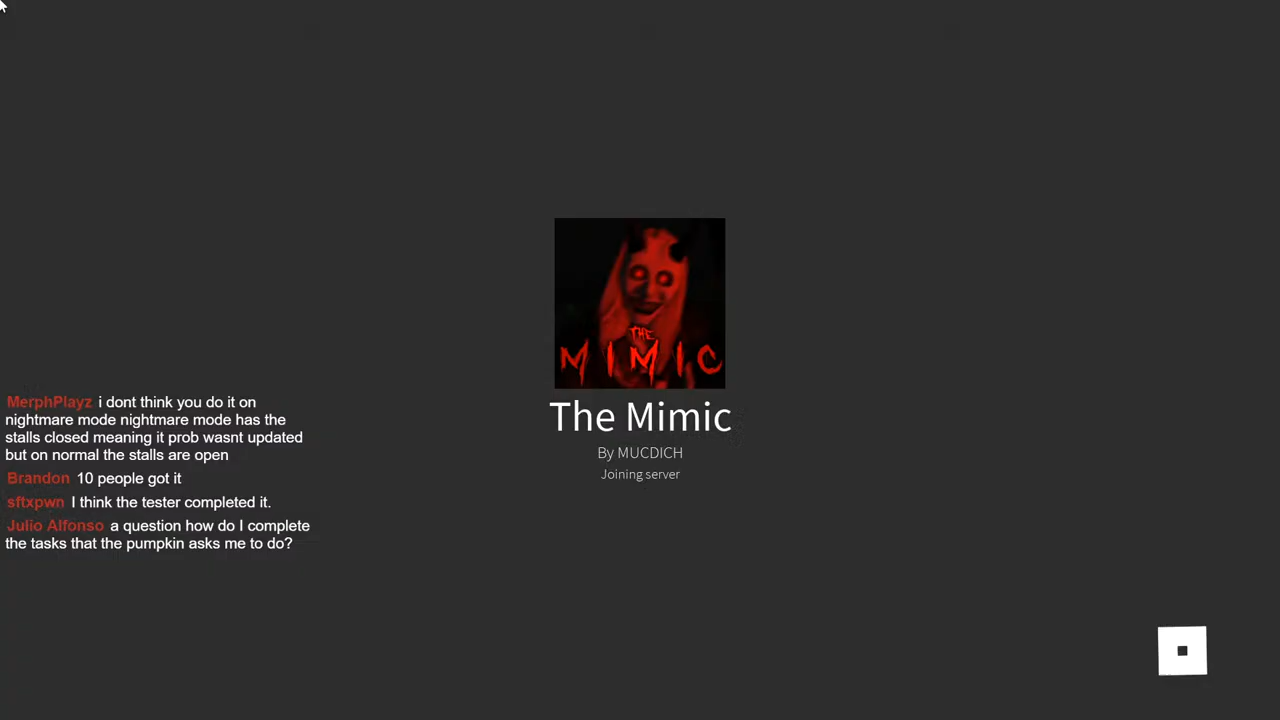 THE
MIMIC
The Mimic
By MUCDICH
Joining server
MerphPlayz i dont think you do it on
nightmare mode nightmare mode has the
stalls closed meaning it prob wasnt updated
but on normal the stalls are open
Brandon 10 people got it
sftxpwn I think the tester completed it.
Julio Alfonso a question how do I complete
the tasks that the pumpkin asks me to do?